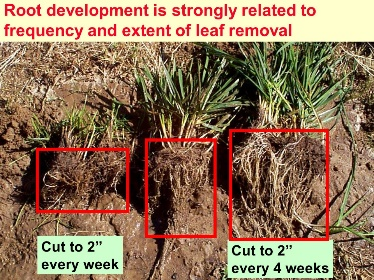 Root development is strongly related to
frequency and extent of leaf removal
Cut to 2”
every week
Cut to 2”
every 4 weeks